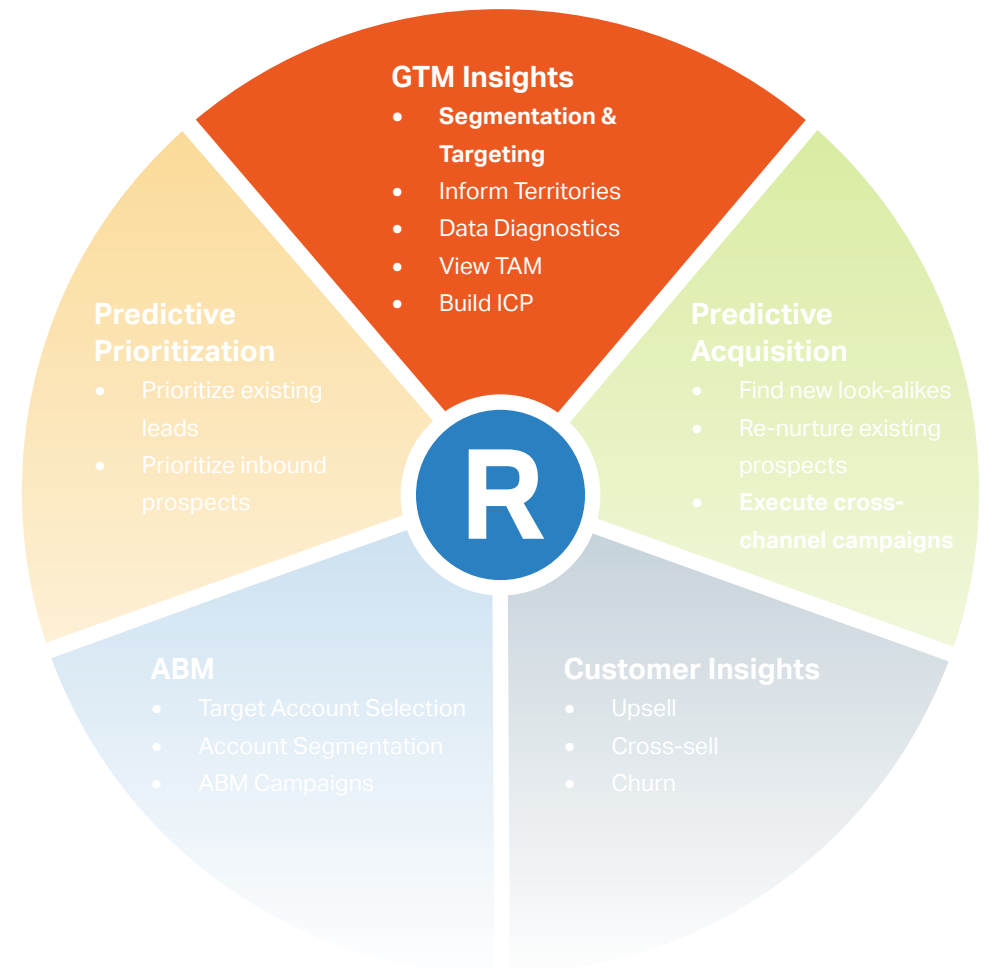 GTM Insights
• Segmentation &
Targeting
• Inform Territories
• Data Diagnostics
• View TAM
• Build ICP
Predictive
Prioritization
• Prioritize existing
leads
• Prioritize inbound
prospects
Predictive
Acquisition
• Find new look-alikes
• Re-nurture existing
prospects
• Execute cross-
channel campaigns
R
ABM
• Target Account Selection
• Account Segmentation
• ABM Campaigns
Customer Insights
• Upsell
• Cross-sell
• Churn